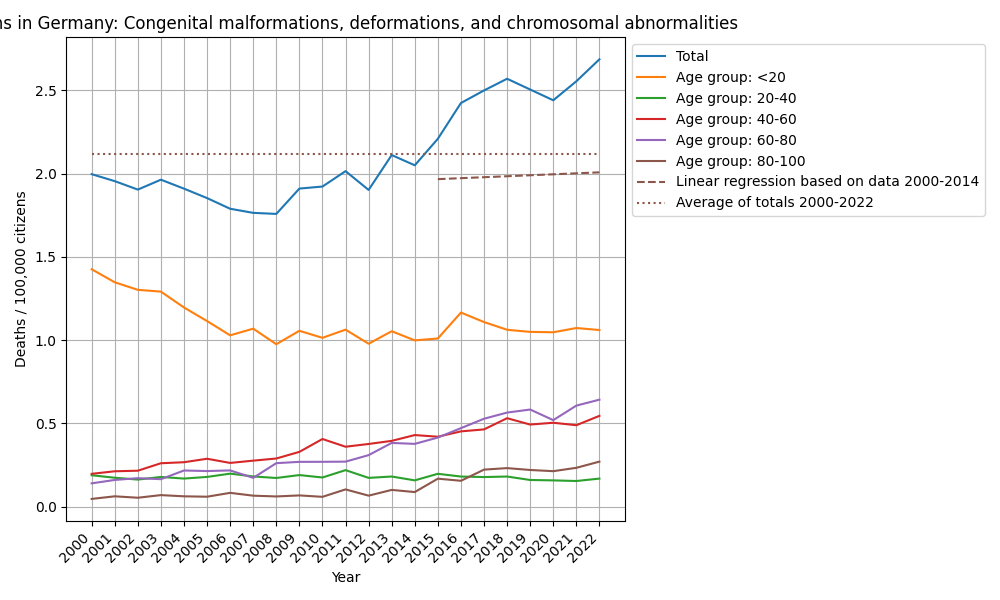 in Germany: Congenital malformations, deformations, and chromosomal abnormalities
Total
Age group: <20
Age group: 20-40
Age group: 40-60
Age group: 60-80
Age group: 80-100
Linear regression based on data 2000-2014
Average of totals 2000-2022
Deaths / 100,000 citizens
2.5
2.0
1.5
1.0
0.5
0.0
2000 2001 2002 2003 2004 2005 2006 2007 2008 2009 2010 2011 2012 2013 2014 2015 2016 2017 2018 2019 2020 2021 2022
Year